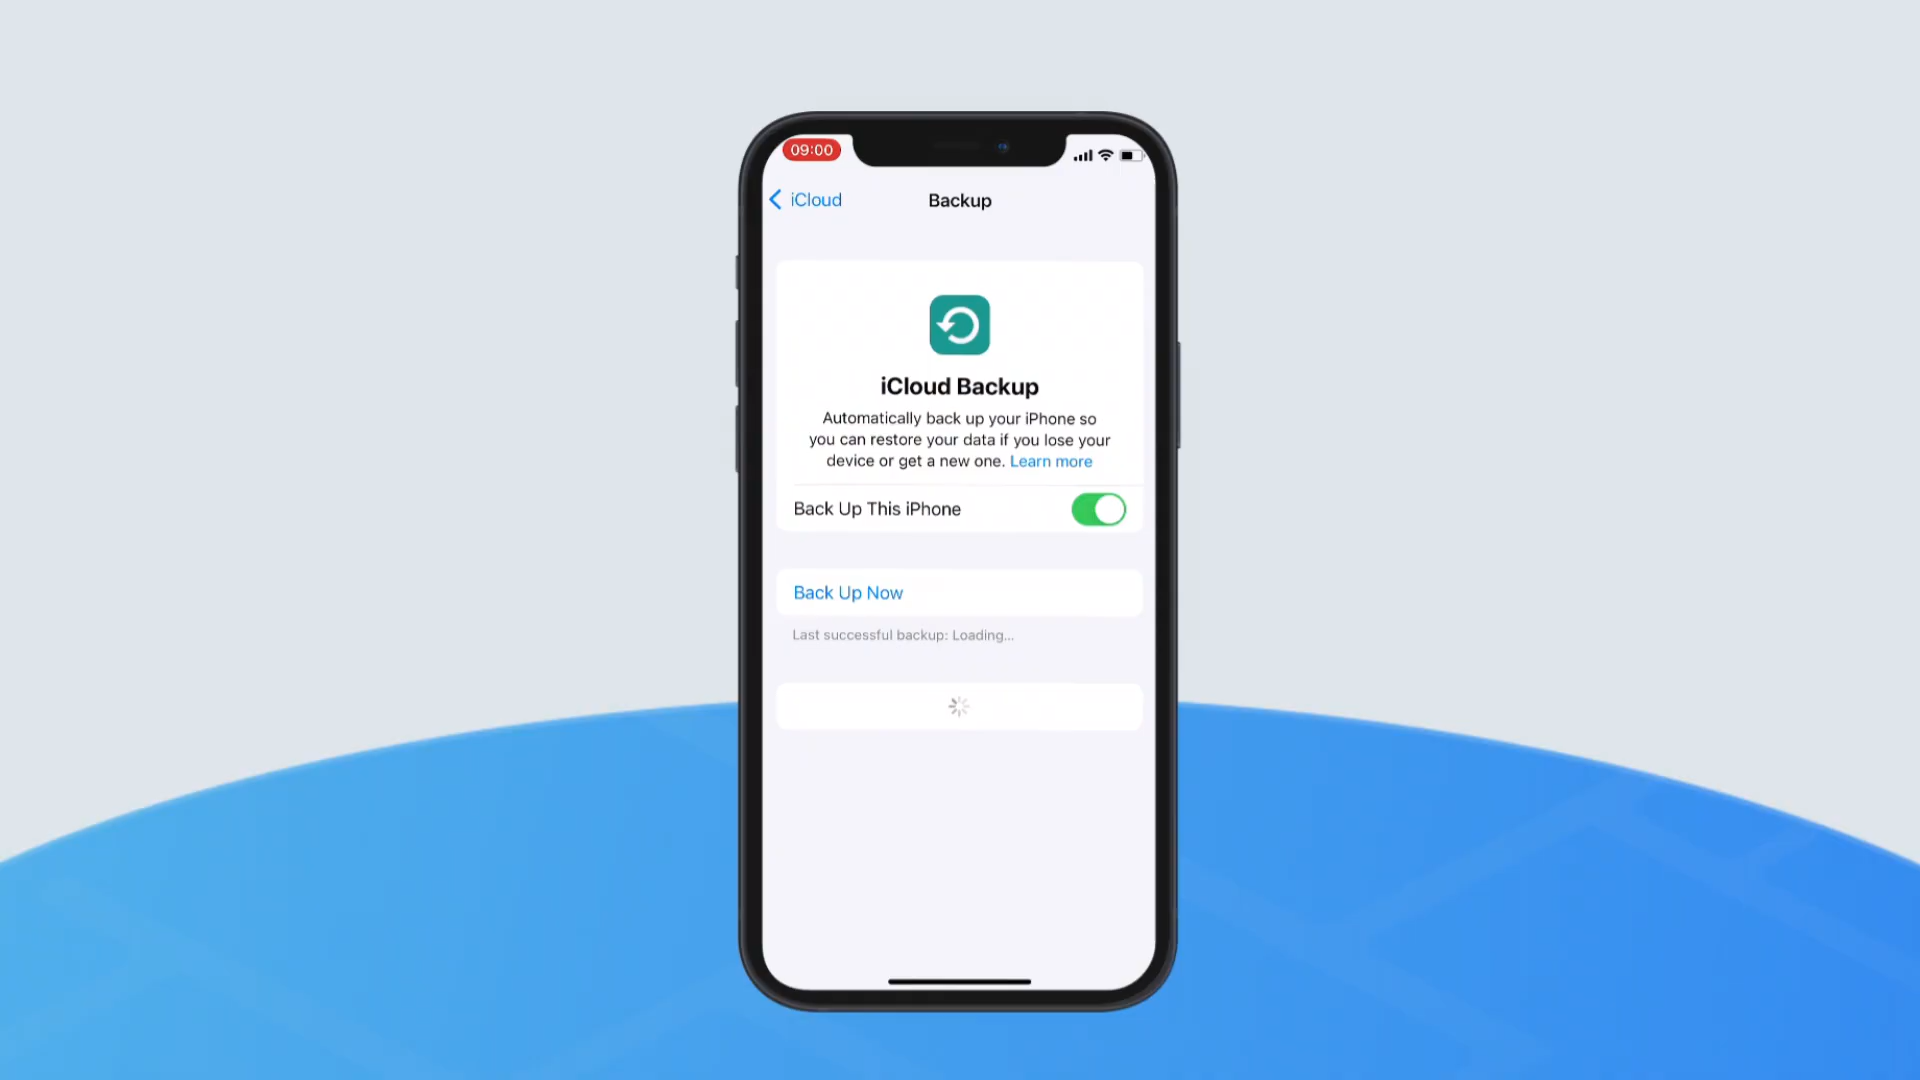 09:00
iCloud
Backup
iCloud Backup
Automatically back up your iPhone so
you can restore your data if you lose your
device or get a new one. Learn more
Back Up This iPhone
Back Up Now
Last successful backup: Loading...